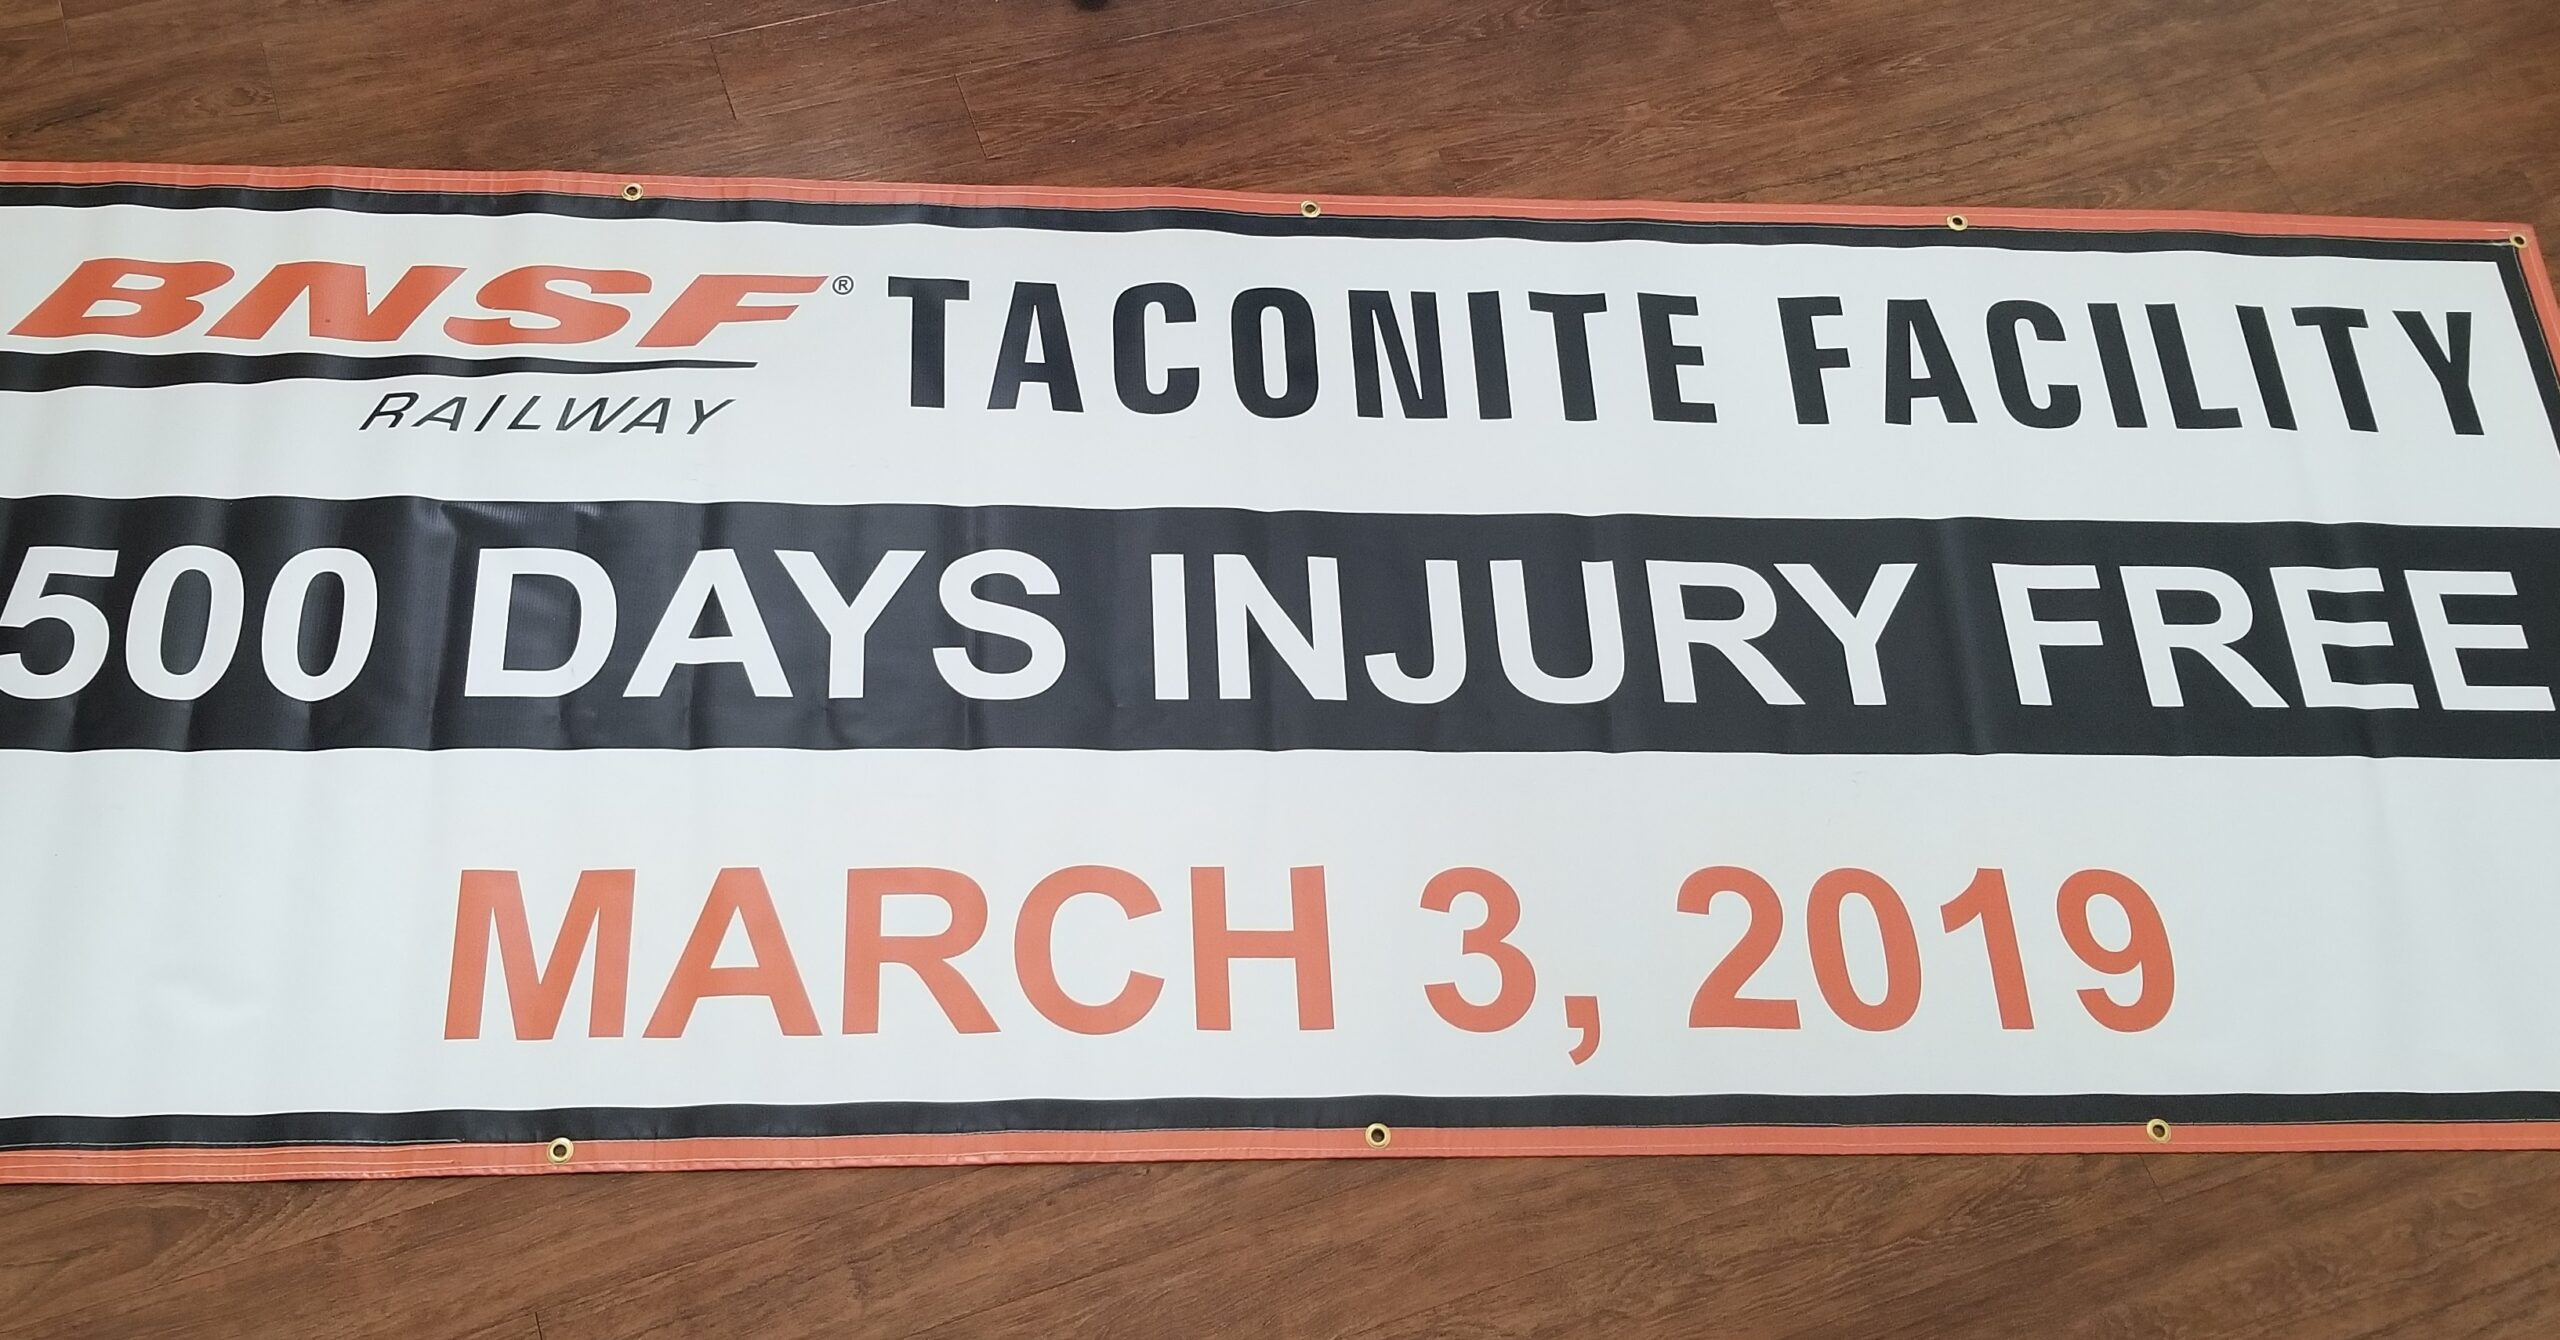 BNSF® TACONITE FACILITY
RAILWAY
500 DAYS INJURY FREE
MARCH 3, 2019